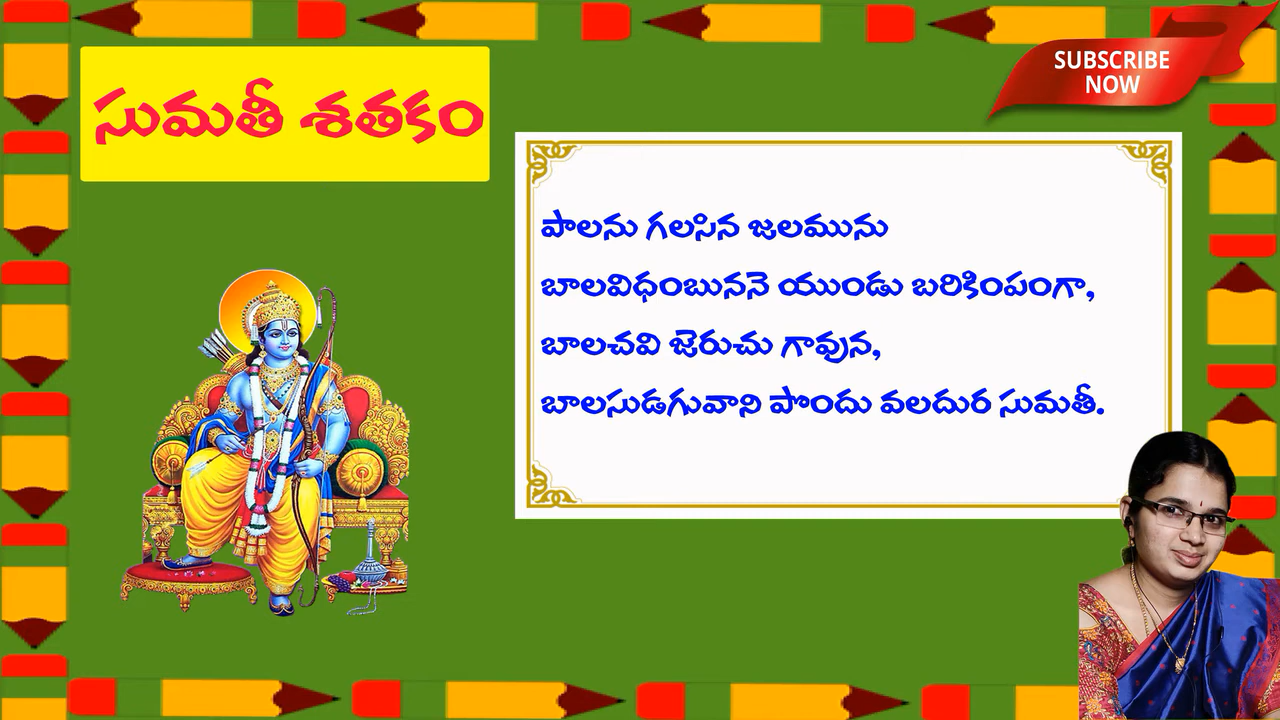 సుమతీ శతకం
SUBSCRIBE
NOW
పాలను గలసిన జలమును
బాలవిధంబుననె యుండు బరికింపంగా,
బాలచవి జెరుచు గావున,
బాలసుడగువాని పొందు వలదుర సుమతీ.